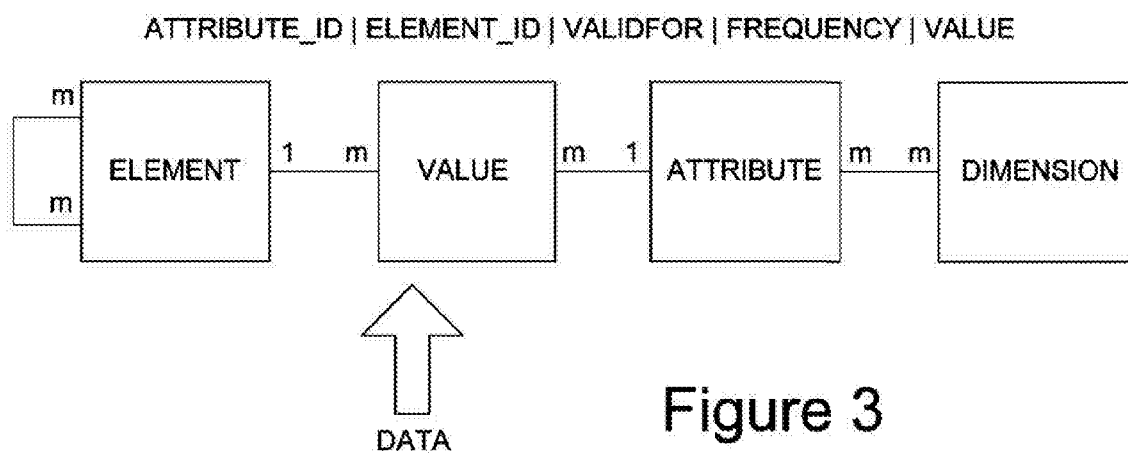 ATTRIBUTE_ID | ELEMENT_ID | VALIDFOR | FREQUENCY | VALUE
m
m
ELEMENT
1
m
VALUE
m
1
ATTRIBUTE
m
m
DIMENSION
DATA
Figure 3